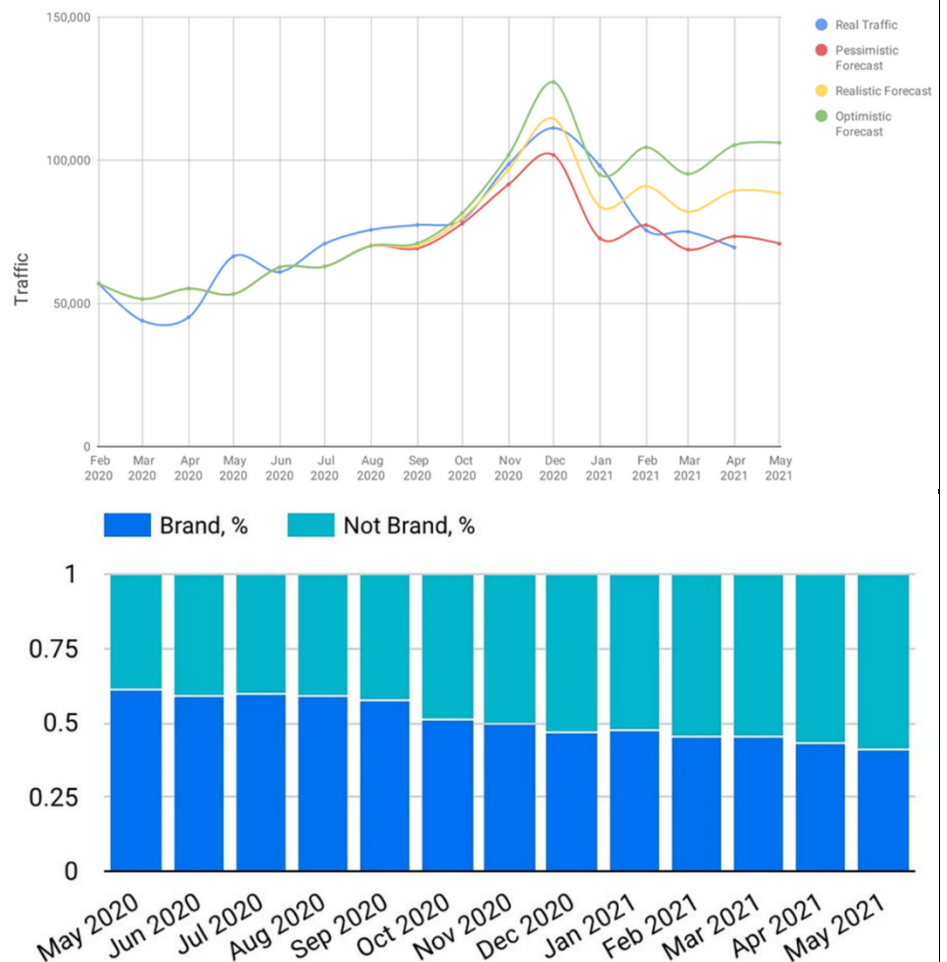 150,000
100,000
50,000
0
Traffic
Feb 2020
Mar 2020
Apr 2020
May 2020
Jun 2020
Jul 2020
Aug 2020
Sep 2020
Oct 2020
Nov 2020
Dec 2020
Jan 2021
Feb 2021
Mar 2021
Apr 2021
May 2021
Real Traffic
Pessimistic
Forecast
Realistic Forecast
Optimistic
Forecast
Brand, %
Not Brand, %
1
0.75
0.5
0.25
0
May 2020
Jun 2020
Jul 2020
Aug 2020
Sep 2020
Oct 2020
Nov 2020
Dec 2020
Jan 2021
Feb 2021
Mar 2021
Apr 2021
May 2021